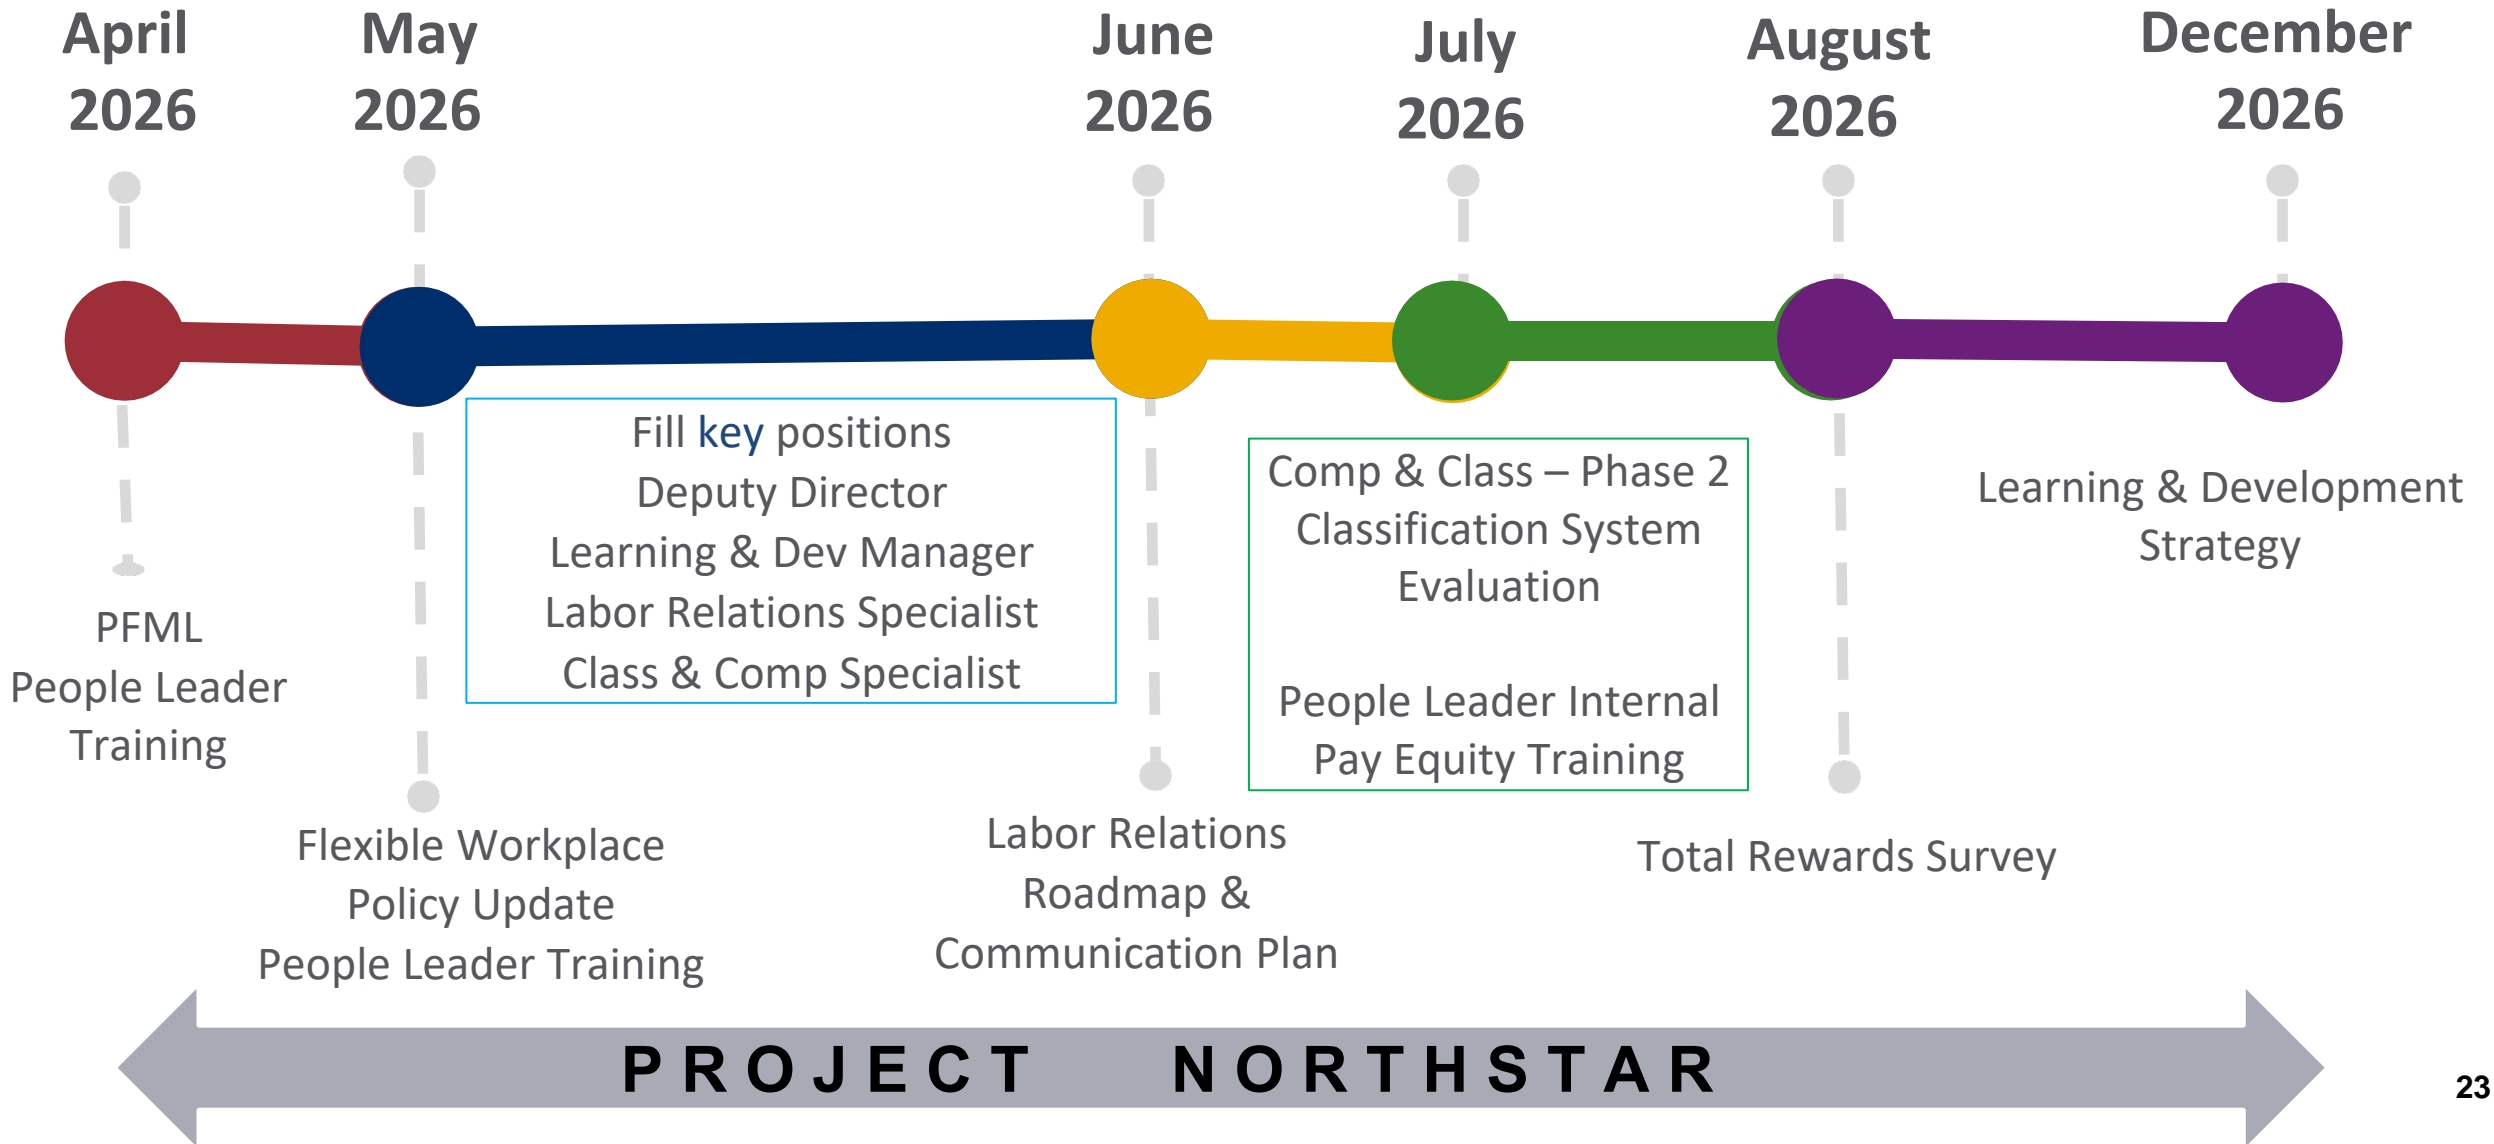 April
2026
May
2026
June
2026
July
2026
August
2026
December
2026
PFML
People Leader
Training
Flexible Workplace
Policy Update
People Leader Training
Fill key positions
Deputy Director
Learning & Dev Manager
Labor Relations Specialist
Class & Comp Specialist
Labor Relations
Roadmap &
Communication Plan
Comp & Class – Phase 2
Classification System
Evaluation
People Leader Internal
Pay Equity Training
Total Rewards Survey
Learning & Development
Strategy
PROJECT NORTHSTAR
23